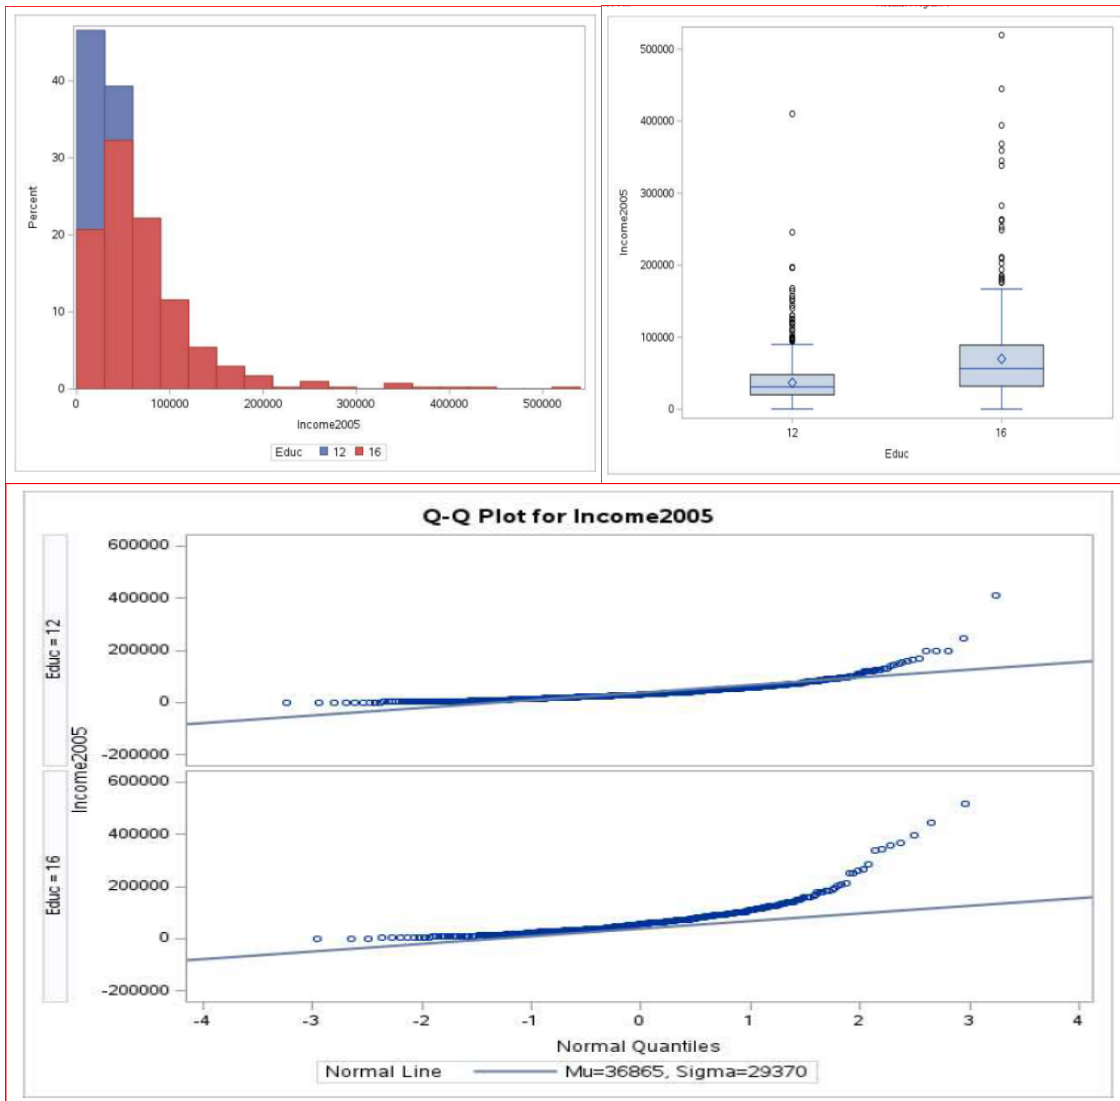 40
30
20
10
0
Percent
0 100000 200000 300000 400000 500000
Income2005
Educ 12 16
500000
400000
300000
200000
100000
0
Income2005
12 16
Educ
Q-Q Plot for Income2005
Educ = 12
600000
400000
200000
0
-200000
Income2005
Educ = 16
600000
400000
200000
0
-200000
-4 -3 -2 -1 0 1 2 3 4
Normal Quantiles
Normal Line Mu=36865, Sigma=29370